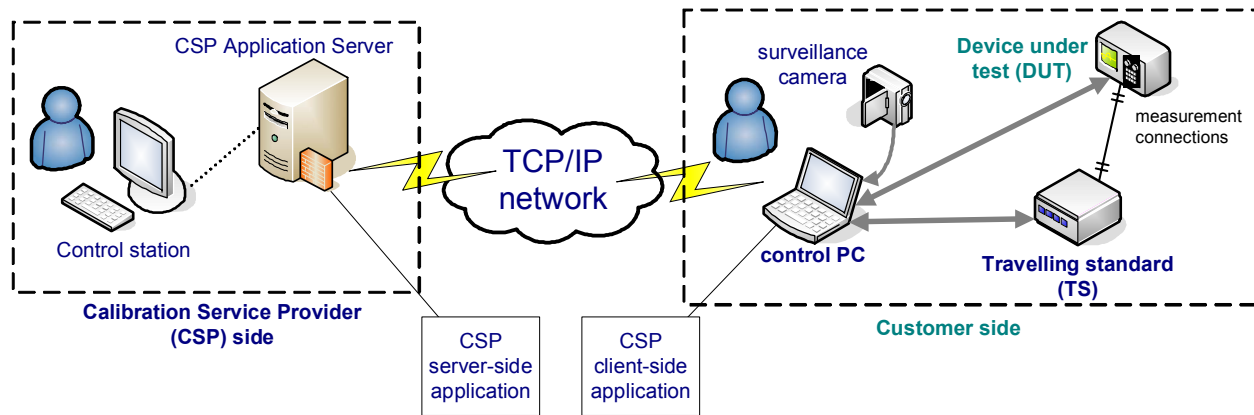 CSP Application Server
Control station
Calibration Service Provider
(CSP) side
TCP/IP
network
surveillance
camera
Device under
test (DUT)
measurement
connections
control PC
Travelling standard
(TS)
Customer side
CSP
server-side
application
CSP
client-side
application